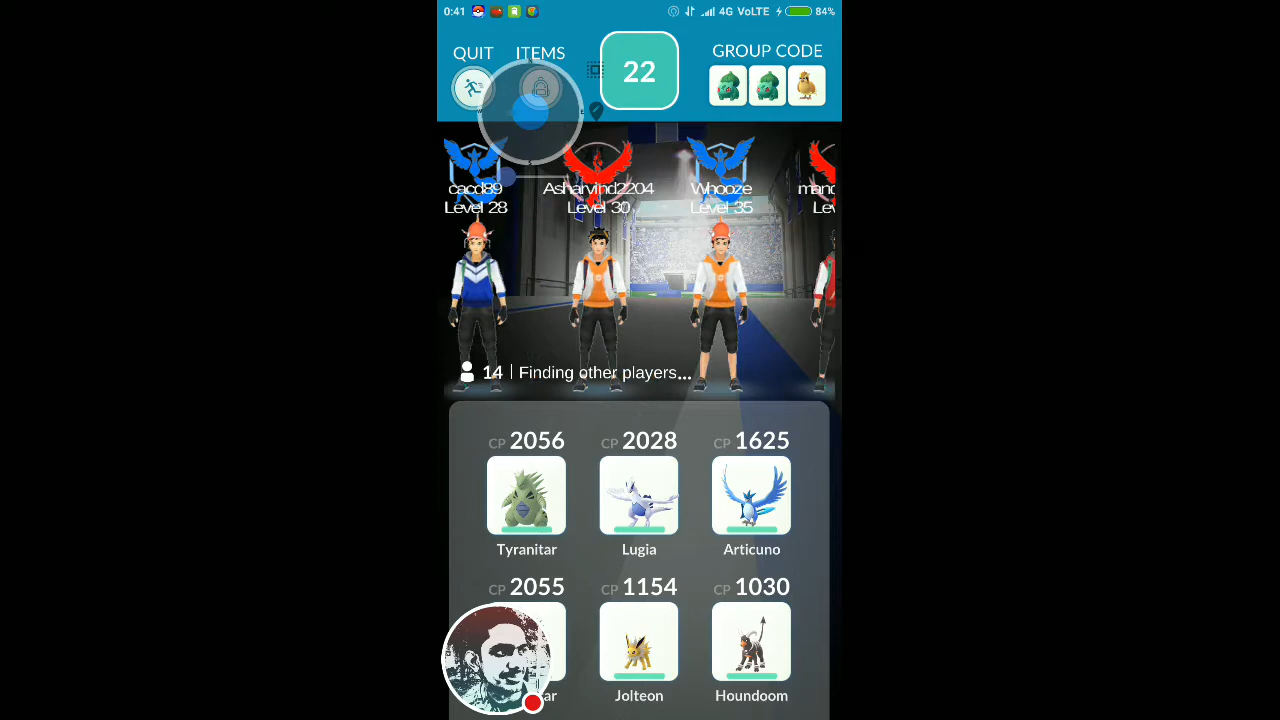 0:41 4G VoLTE 84%
QUIT ITEMS 22 GROUP CODE
cacd89 Asharvind2204 Whooze
Level 28 Level 30 Level 35
14 | Finding other players...
CP 2056 CP 2028 CP 1625
Tyranitar Lugia Articuno
CP 2055 CP 1154 CP 1030
Jolteon Houndoom